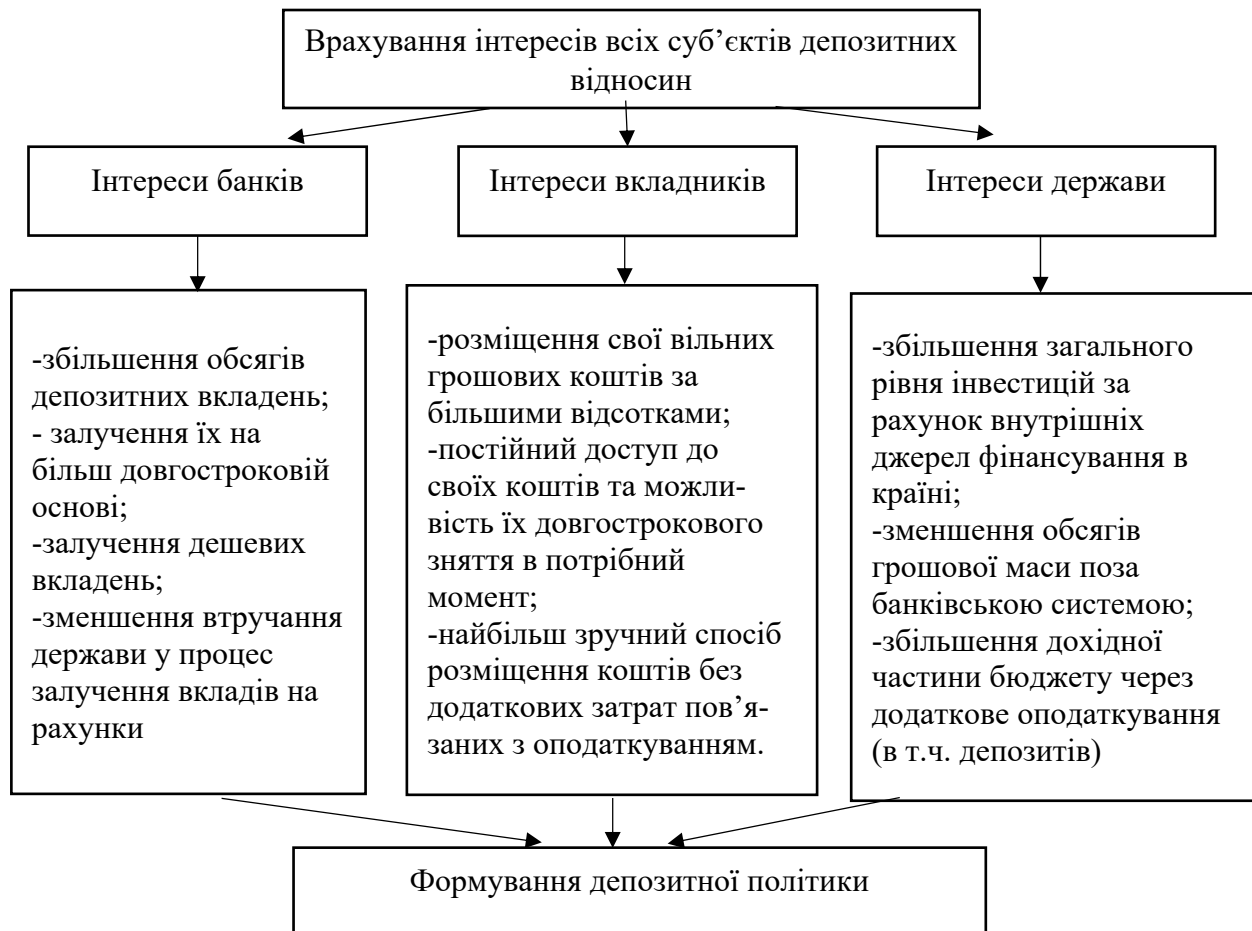 Врахування інтересів всіх суб’єктів депозитних
відносин
Інтереси банків
Інтереси вкладників
Інтереси держави
-збільшення обсягів
депозитних вкладень;
- залучення їх на
більш довгостроковій
основі;
-залучення дешевих
вкладень;
-зменшення втручання
держави у процес
залучення вкладів на
рахунки
-розміщення свої вільних
грошових коштів за
більшими відсотками;
-постійний доступ до
своїх коштів та можли-
вість їх довгострокового
зняття в потрібний
момент;
-найбільш зручний спосіб
розміщення коштів без
додаткових затрат пов’я-
заних з оподаткуванням.
-збільшення загального
рівня інвестицій за
рахунок внутрішніх
джерел фінансування в
країні;
-зменшення обсягів
грошової маси поза
банківською системою;
-збільшення дохідної
частини бюджету через
додаткове оподаткування
(в т.ч. депозитів)
Формування депозитної політики